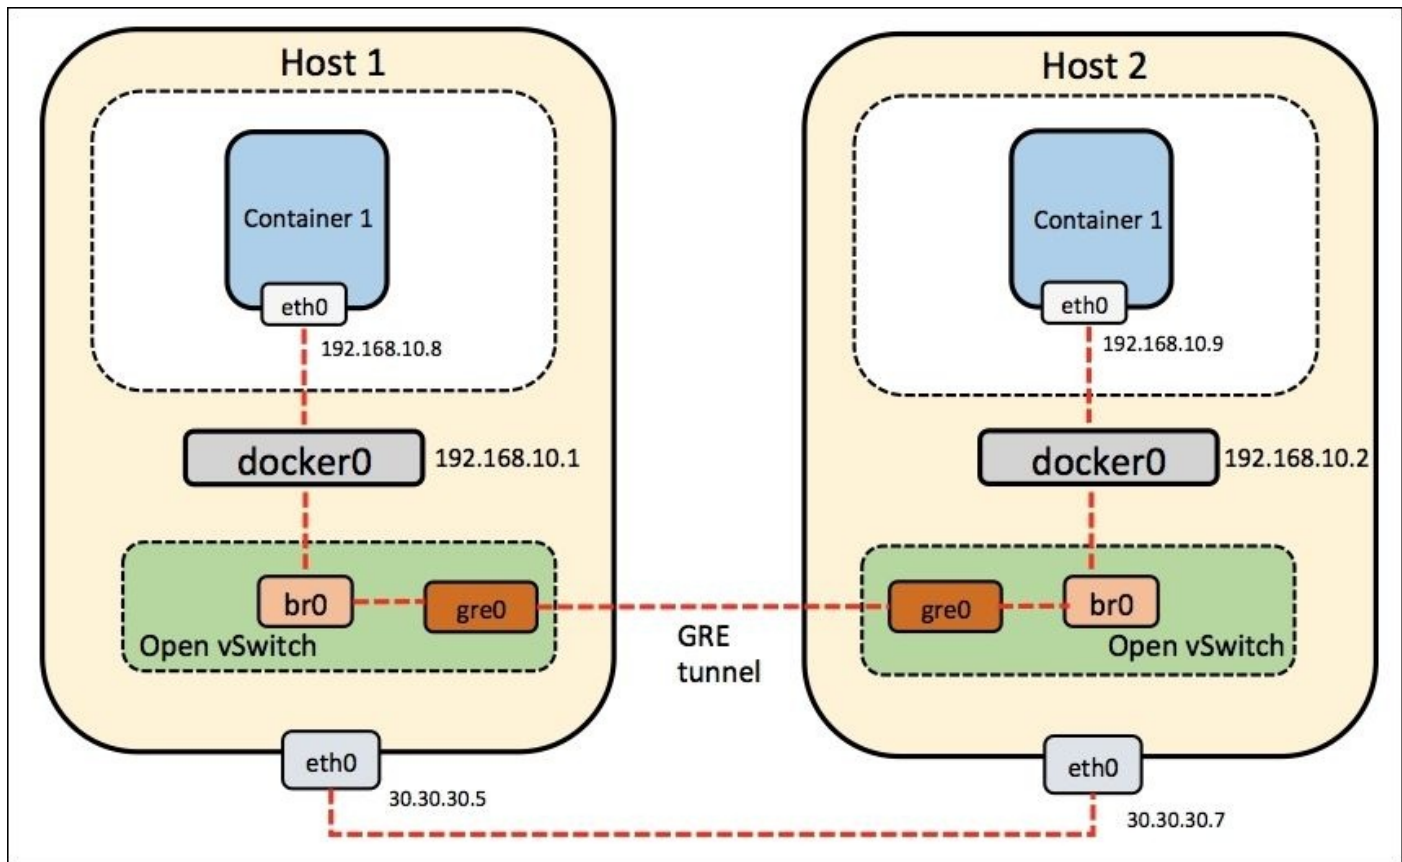 Host 1
Container 1
eth0
192.168.10.8
docker0
192.168.10.1
br0
gre0
Open vSwitch
eth0
30.30.30.5
GRE
tunnel
Host 2
Container 1
eth0
192.168.10.9
docker0
192.168.10.2
gre0
br0
Open vSwitch
eth0
30.30.30.7